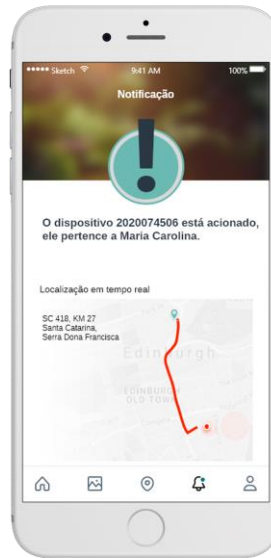 Sketch 9:41 AM 100%
Notificação
O dispositivo 2020074506 está acionado,
ele pertence a Maria Carolina.
Localização em tempo real
SC 418, KM 27
Santa Catarina,
Serra Dona Francisca
Edinburgh
EDINBURGH
OLD TOWN